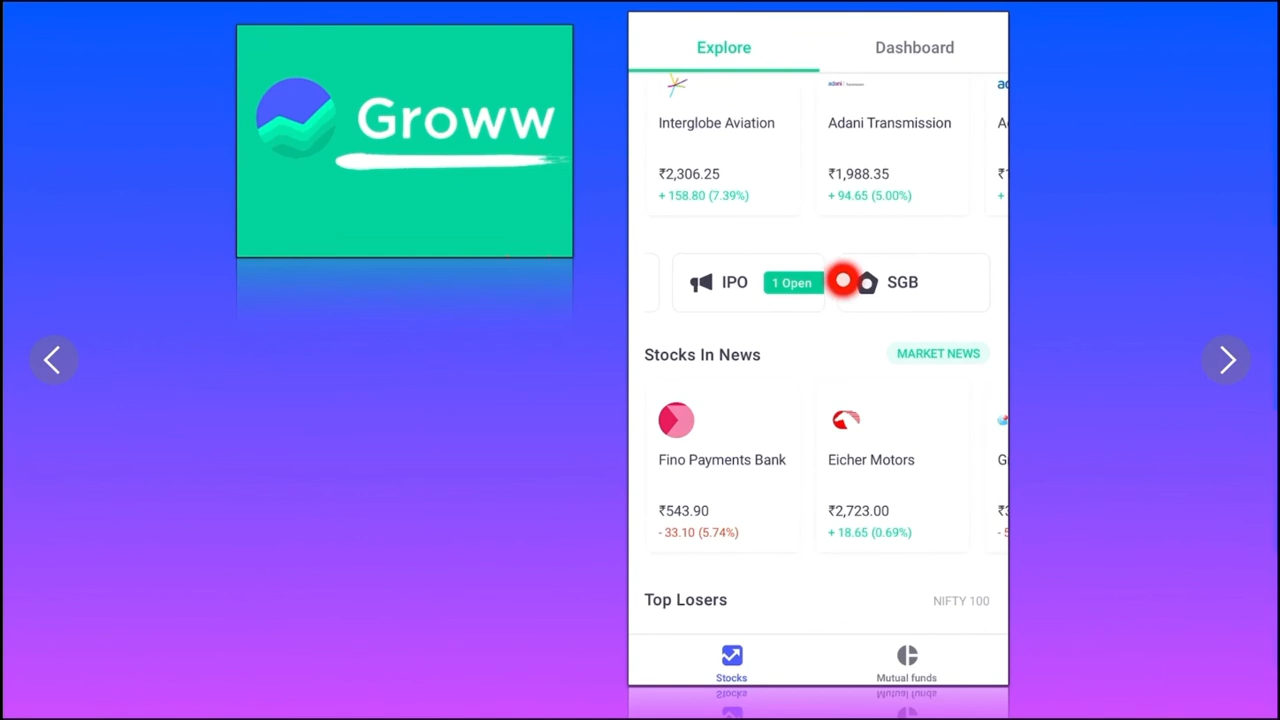 Groww
Explore
Dashboard
adani
Interglobe Aviation
Adani Transmission
₹2,306.25
₹1,988.35
+ 158.80 (7.39%)
+ 94.65 (5.00%)
IPO
1 Open
SGB
Stocks In News
MARKET NEWS
Fino Payments Bank
Eicher Motors
₹543.90
₹2,723.00
- 33.10 (5.74%)
+ 18.65 (0.69%)
Top Losers
NIFTY 100
Stocks
Mutual funds